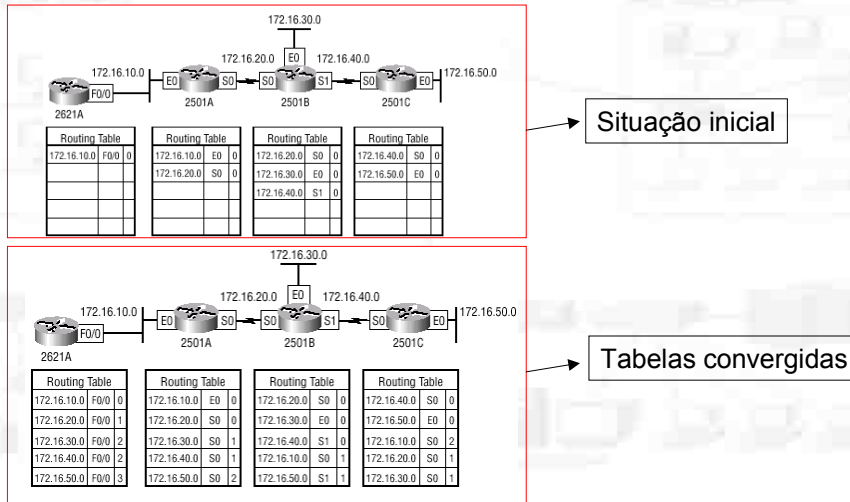 172.16.30.0
172.16.20.0 E0 172.16.40.0
172.16.10.0 E0 S0 S0 S1 S0 E0 172.16.50.0
F0/0
2621A 2501A 2501B 2501C
Routing Table Routing Table Routing Table Routing Table
172.16.10.0 F0/0 0 172.16.10.0 E0 0 172.16.20.0 S0 0 172.16.40.0 S0 0
172.16.20.0 S0 0 172.16.30.0 E0 0 172.16.50.0 E0 0
172.16.40.0 S1 0
Situação inicial
172.16.30.0
172.16.20.0 E0 172.16.40.0
172.16.10.0 E0 S0 S0 S1 S0 E0 172.16.50.0
F0/0
2621A 2501A 2501B 2501C
Routing Table Routing Table Routing Table Routing Table
172.16.10.0 F0/0 0 172.16.10.0 E0 0 172.16.20.0 S0 0 172.16.40.0 S0 0
172.16.20.0 F0/0 1 172.16.20.0 S0 0 172.16.30.0 E0 0 172.16.50.0 E0 0
172.16.30.0 F0/0 2 172.16.30.0 S0 1 172.16.40.0 S1 0 172.16.10.0 S0 2
172.16.40.0 F0/0 2 172.16.40.0 S0 1 172.16.10.0 S0 1 172.16.20.0 S0 1
172.16.50.0 F0/0 3 172.16.50.0 S0 2 172.16.50.0 S1 1 172.16.30.0 S0 1
Tabelas convergidas